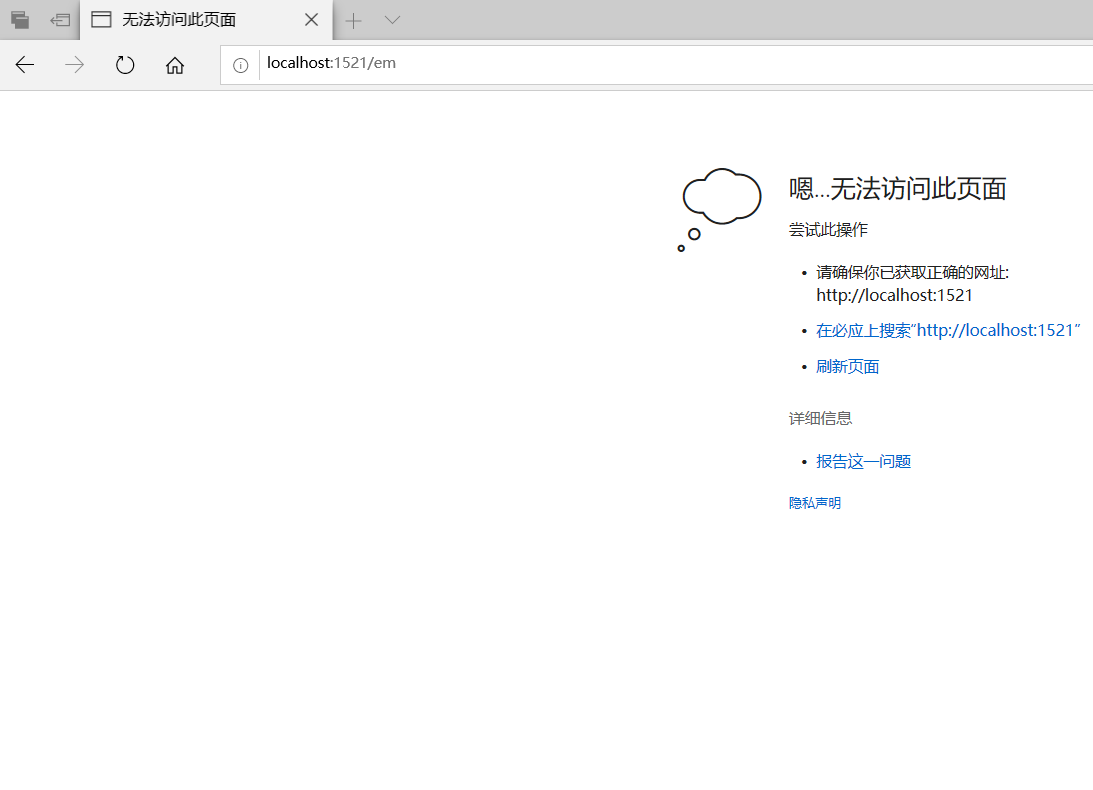 无法访问此页面
localhost:1521/em
嗯...无法访问此页面
尝试此操作
• 请确保你已获取正确的网址:
http://localhost:1521
• 在必应上搜索“http://localhost:1521”
• 刷新页面
详细信息
• 报告这一问题
隐私声明